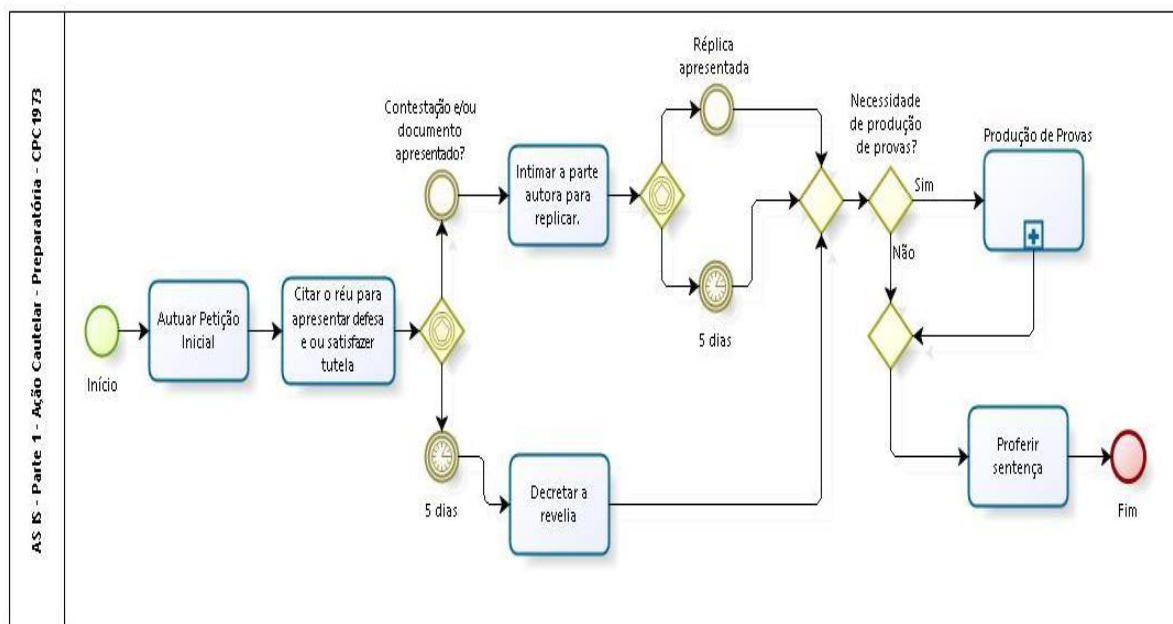 AS IS - Parte 1 - Ação Cautelar - Preparatória - CPC1973
Início
Autuar Petição
Inicial
Citar o réu para
apresentar defesa
e ou satisfazer
tutela
Contestação e/ou
documento
apresentado?
5 dias
Intimar a parte
autora para
replicar.
Decretar a
revelia
Réplica
apresentada
5 dias
Necessidade
de produção
de provas?
Sim
Não
Produção de Provas
Proferir
sentença
Fim